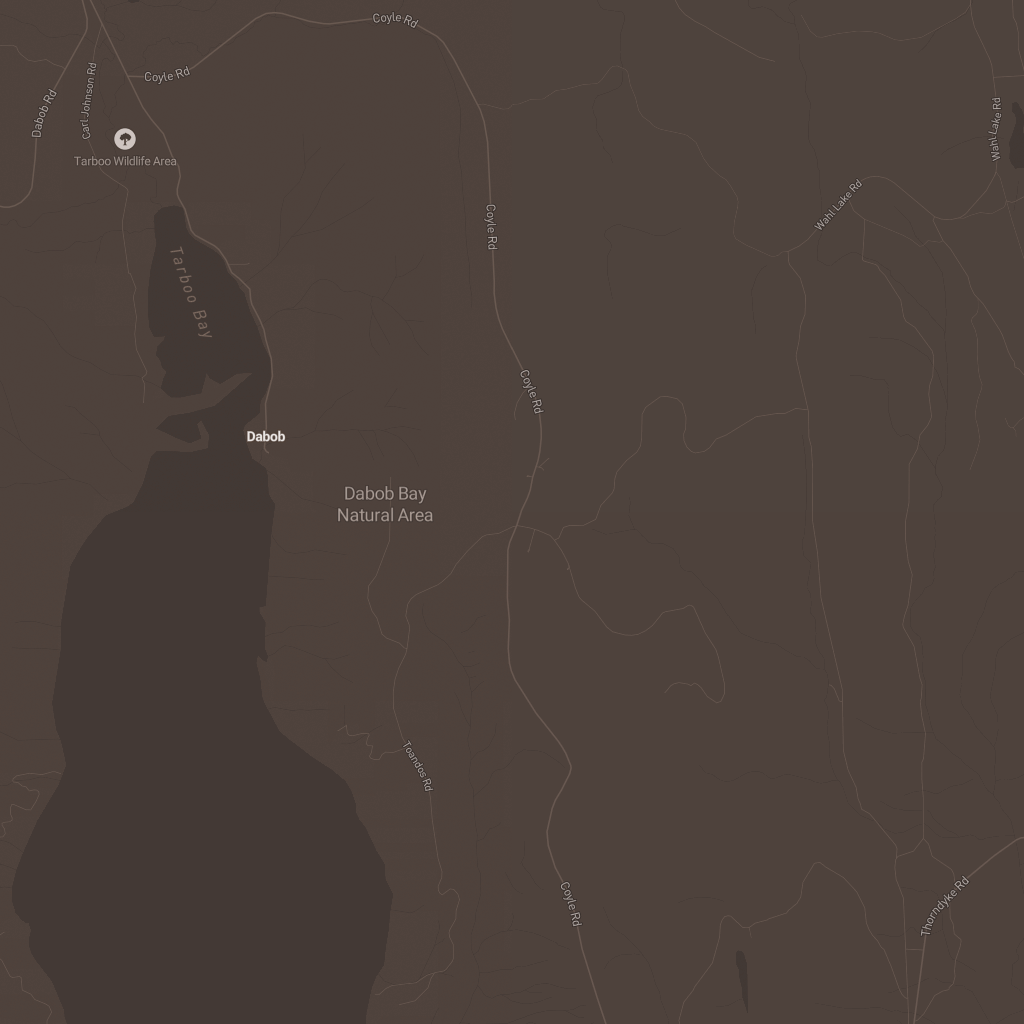 Coyle Rd
Coyle Rd
Dabob Rd
Carl Johnson Rd
Wahl Lake Rd
Tarboo Wildlife Area
Wahl Lake Rd
Coyle Rd
Tarboo Bay
Coyle Rd
Dabob
Dabob Bay
Natural Area
Toandos Rd
Coyle Rd
Thorndyke Rd